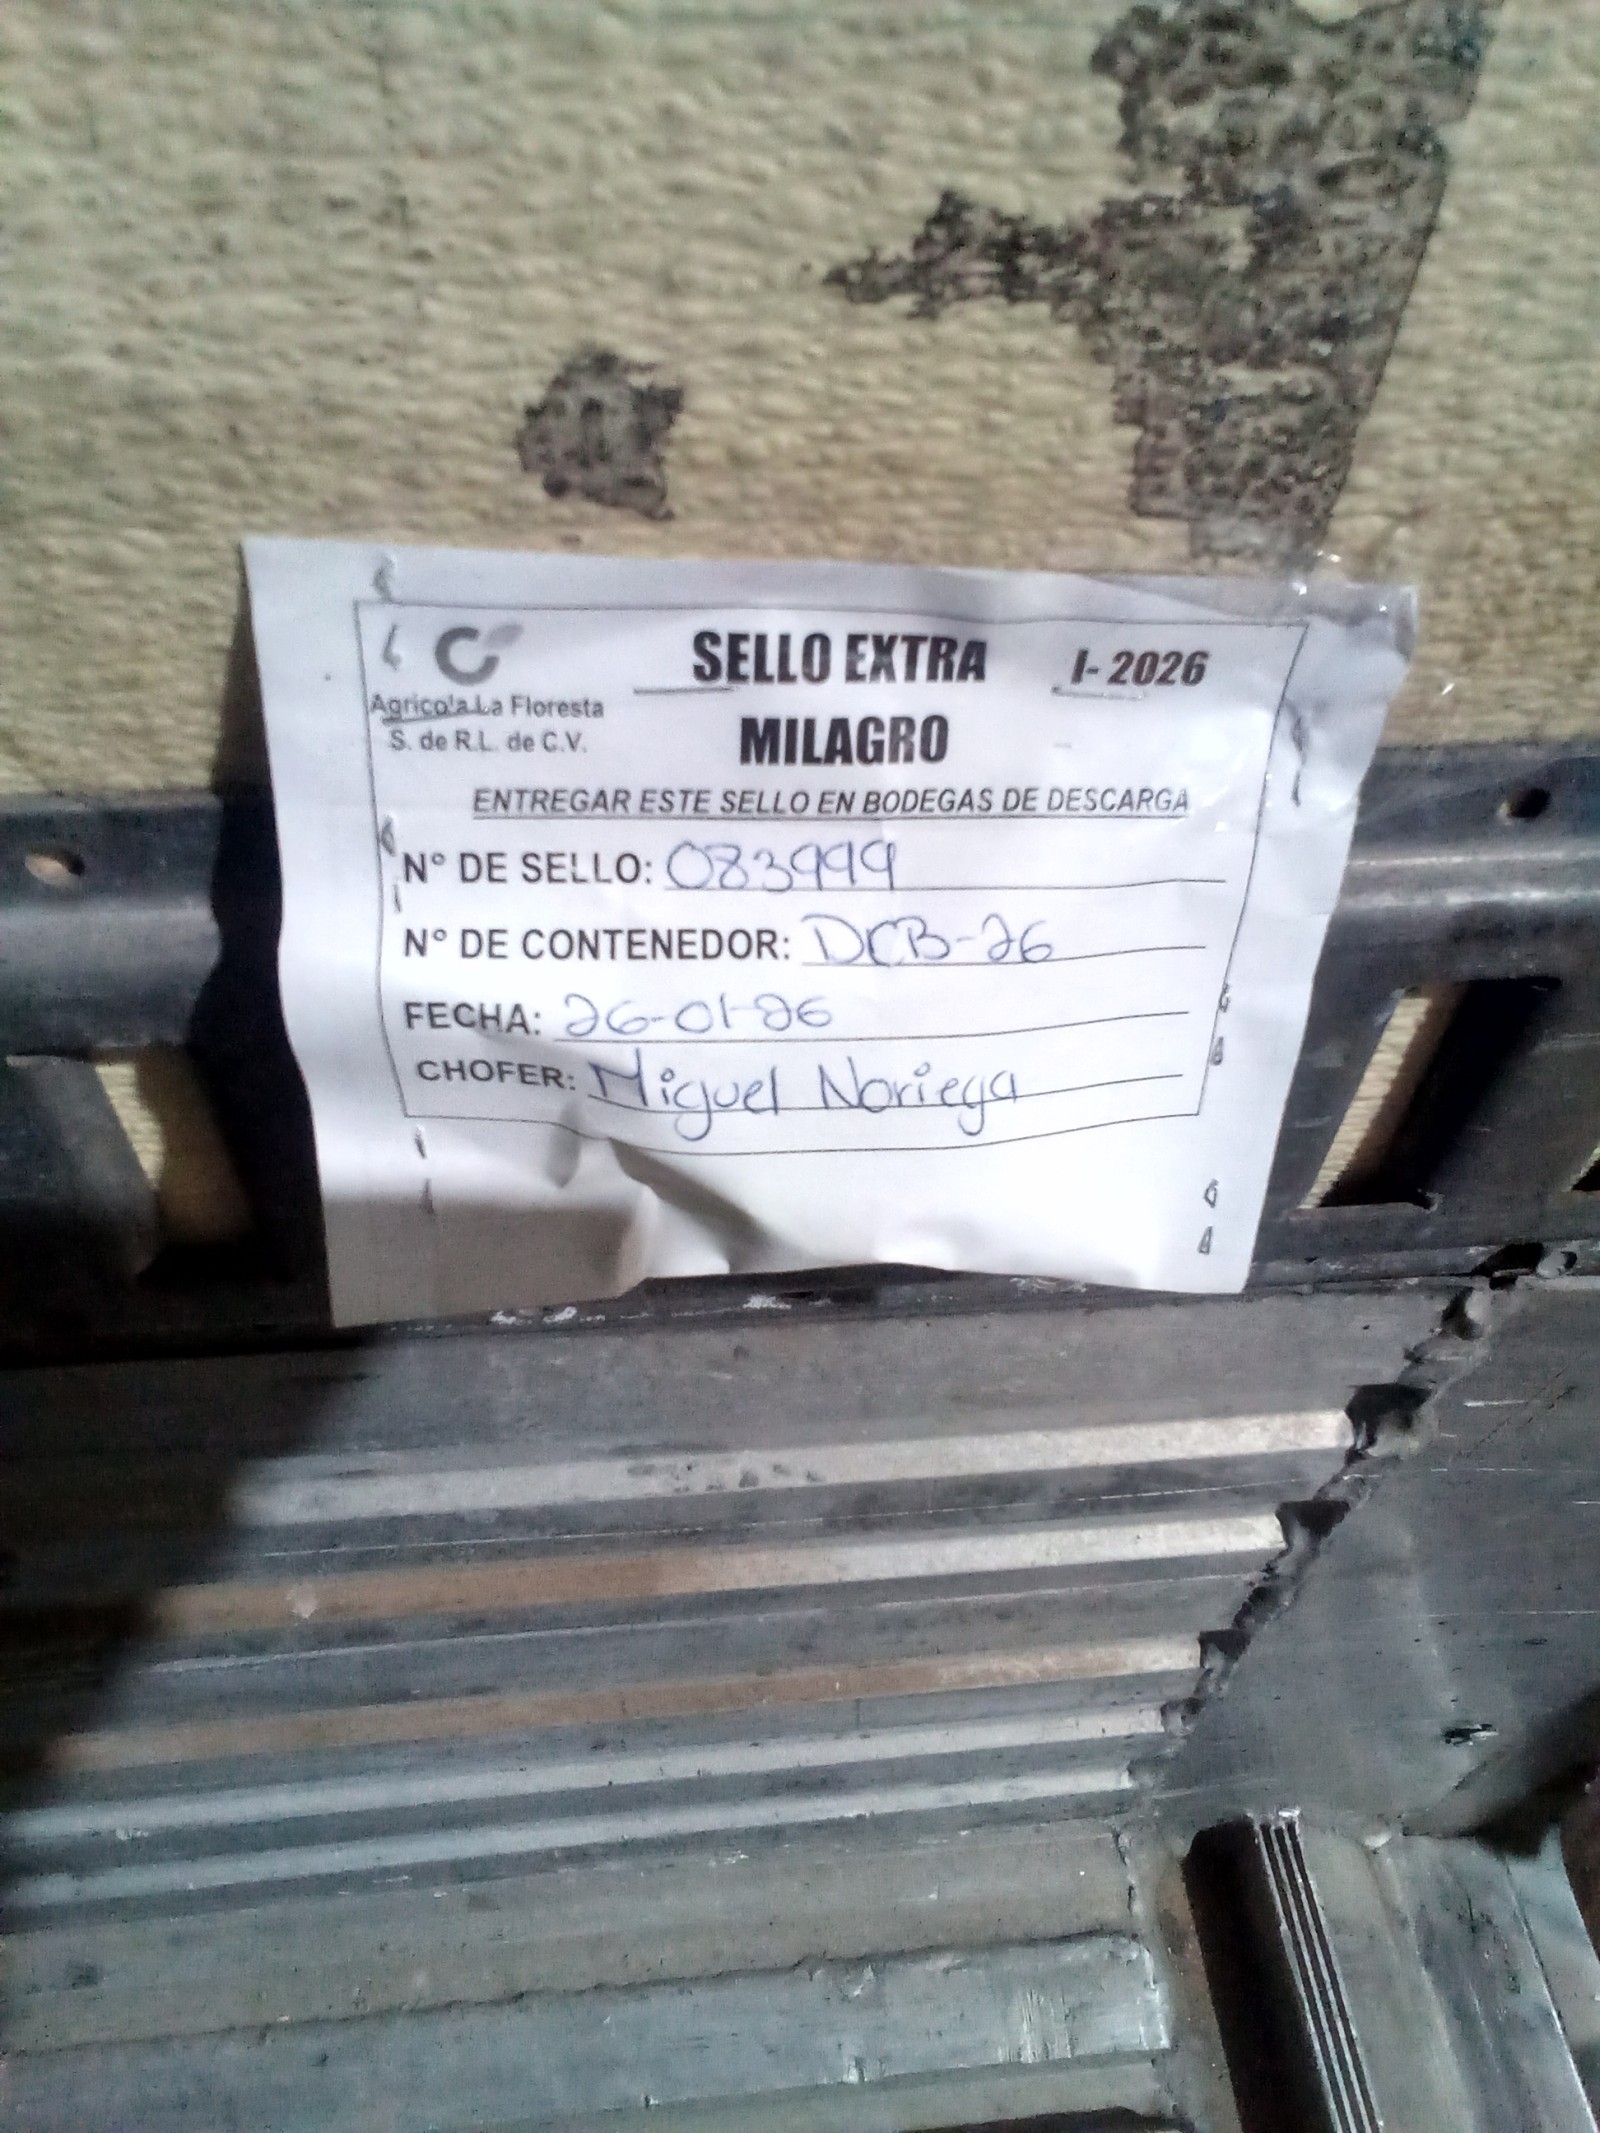 SELLO EXTRA I- 2026
Agrico'a La Floresta
S. de R.L. de C.V.
MILAGRO
ENTREGAR ESTE SELLO EN BODEGAS DE DESCARGA
N° DE SELLO: 083999
N° DE CONTENEDOR: DCB-26
FECHA: 26-01-26
CHOFER: Miguel Noriega